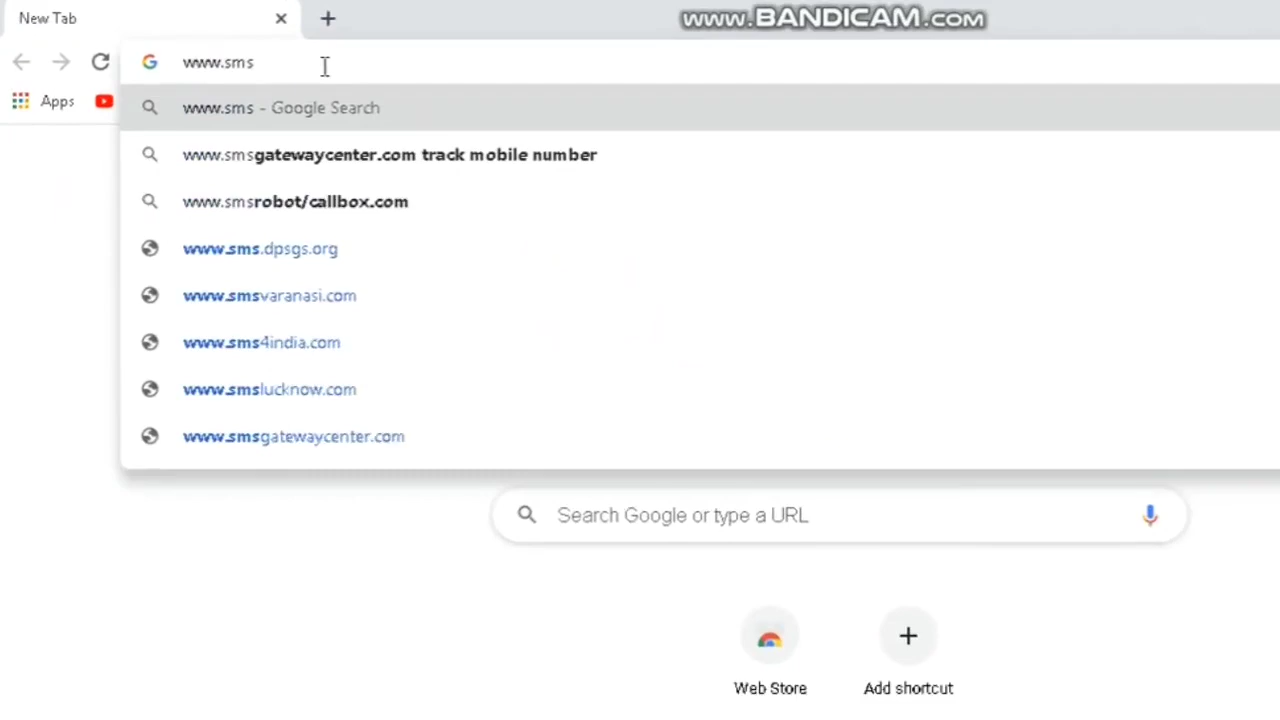 New Tab
www.BANDICAM.com
www.sms
Apps
www.sms - Google Search
www.smsgatewaycenter.com track mobile number
www.smsrobot/callbox.com
www.sms.dpsgs.org
www.smsvaranasi.com
www.sms4india.com
www.smslucknow.com
www.smsgatewaycenter.com
Search Google or type a URL
Web Store
Add shortcut